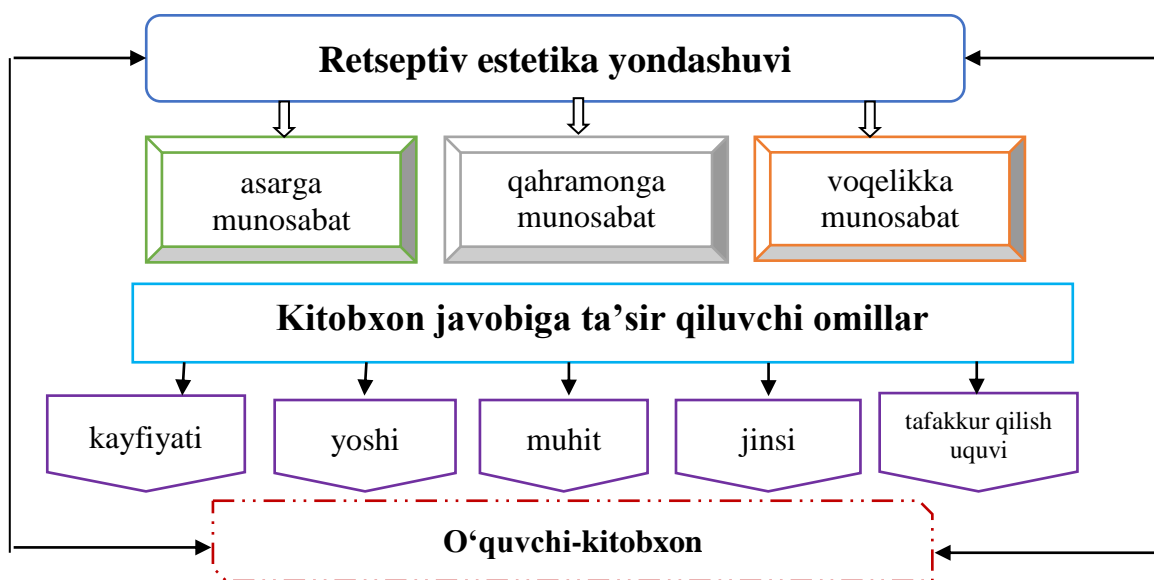 Retseptiv estetika yondashuvi
asarga
munosabat
qahramonga
munosabat
voqelikka
munosabat
Kitobxon javobiga ta’sir qiluvchi omillar
kayfiyati
yoshi
muhit
jinsi
tafakkur qilish
uquvi
O‘quvchi-kitobxon